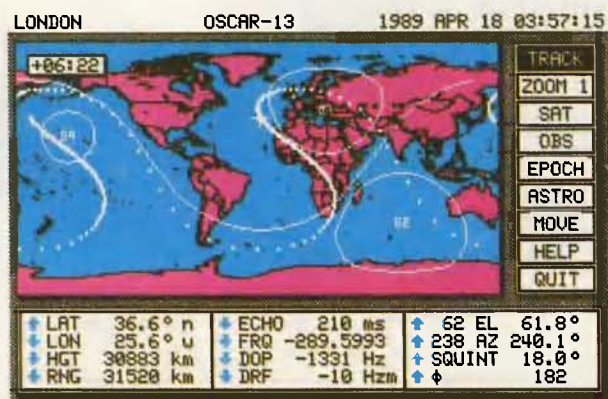 LONDON OSCAR-13 1989 APR 18 03:57:15
+06:22
TRACK
ZOOM 1
SAT
OBS
EPOCH
ASTRO
MOVE
HELP
QUIT
LAT 36.6° n
LON 25.6° w
HGT 30883 km
RNG 31520 km
ECHO 210 ms
FRQ -289.5993
DOP -1331 Hz
DRF -10 Hzm
62 EL 61.8°
238 AZ 240.1°
SQUINT 18.0°
ϕ 182